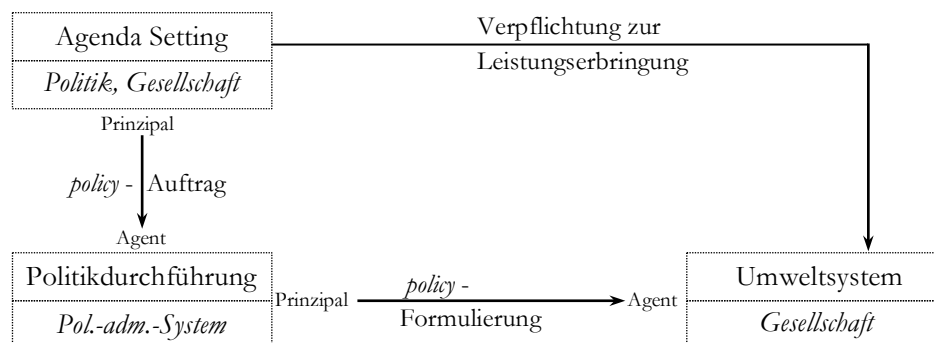 Agenda Setting
Politik, Gesellschaft
Verpflichtung zur
Leistungserbringung
Prinzipal
policy - Auftrag
Agent
Politikdurchführung
Pol.-adm.-System
Prinzipal
policy -
Formulierung
Agent
Umweltsystem
Gesellschaft